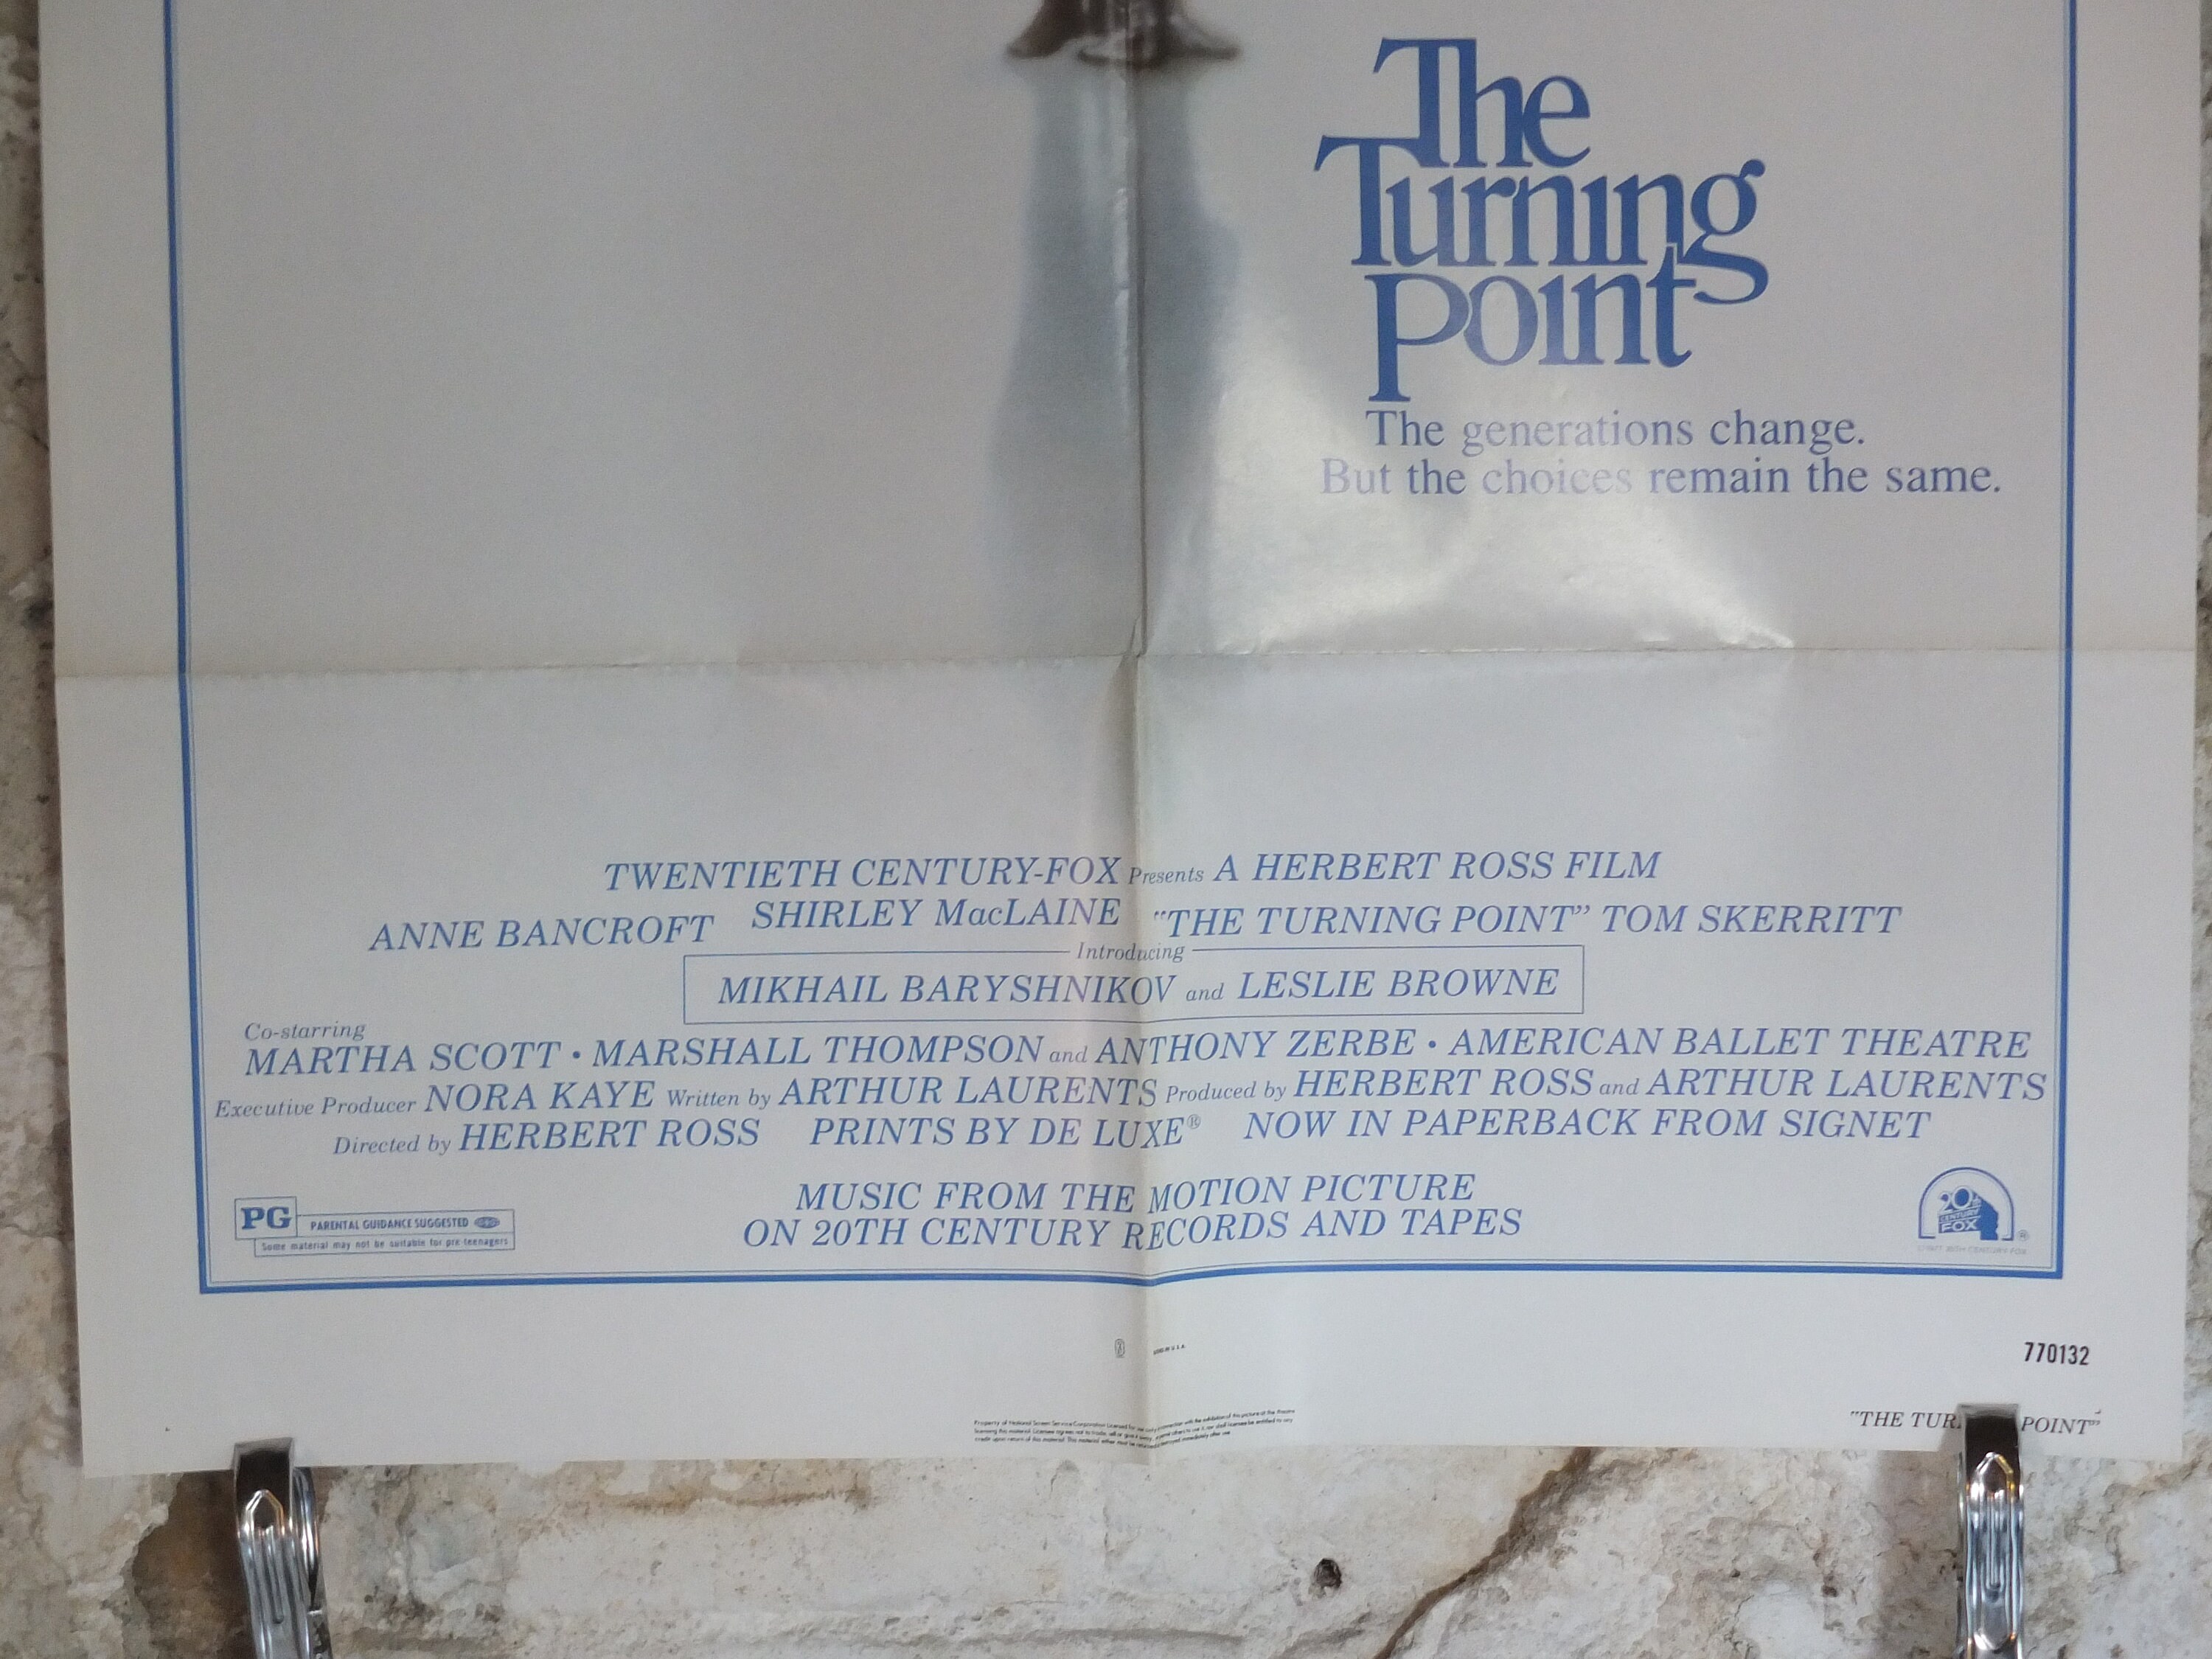 The
Turning
Point
The generations change.
But the choices remain the same.
TWENTIETH CENTURY-FOX Presents A HERBERT ROSS FILM
ANNE BANCROFT SHIRLEY MacLAINE "THE TURNING POINT" TOM SKERRITT
Introducing
MIKHAIL BARYSHNIKOV and LESLIE BROWNE
Co-starring
MARTHA SCOTT • MARSHALL THOMPSON and ANTHONY ZERBE • AMERICAN BALLET THEATRE
Executive Producer NORA KAYE Written by ARTHUR LAURENTS Produced by HERBERT ROSS and ARTHUR LAURENTS
Directed by HERBERT ROSS PRINTS BY DE LUXE® NOW IN PAPERBACK FROM SIGNET
MUSIC FROM THE MOTION PICTURE
ON 20TH CENTURY RECORDS AND TAPES
PG PARENTAL GUIDANCE SUGGESTED
Some material may not be suitable for pre-teenagers
20th
CENTURY
FOX ®
770132
"THE TUR POINT"